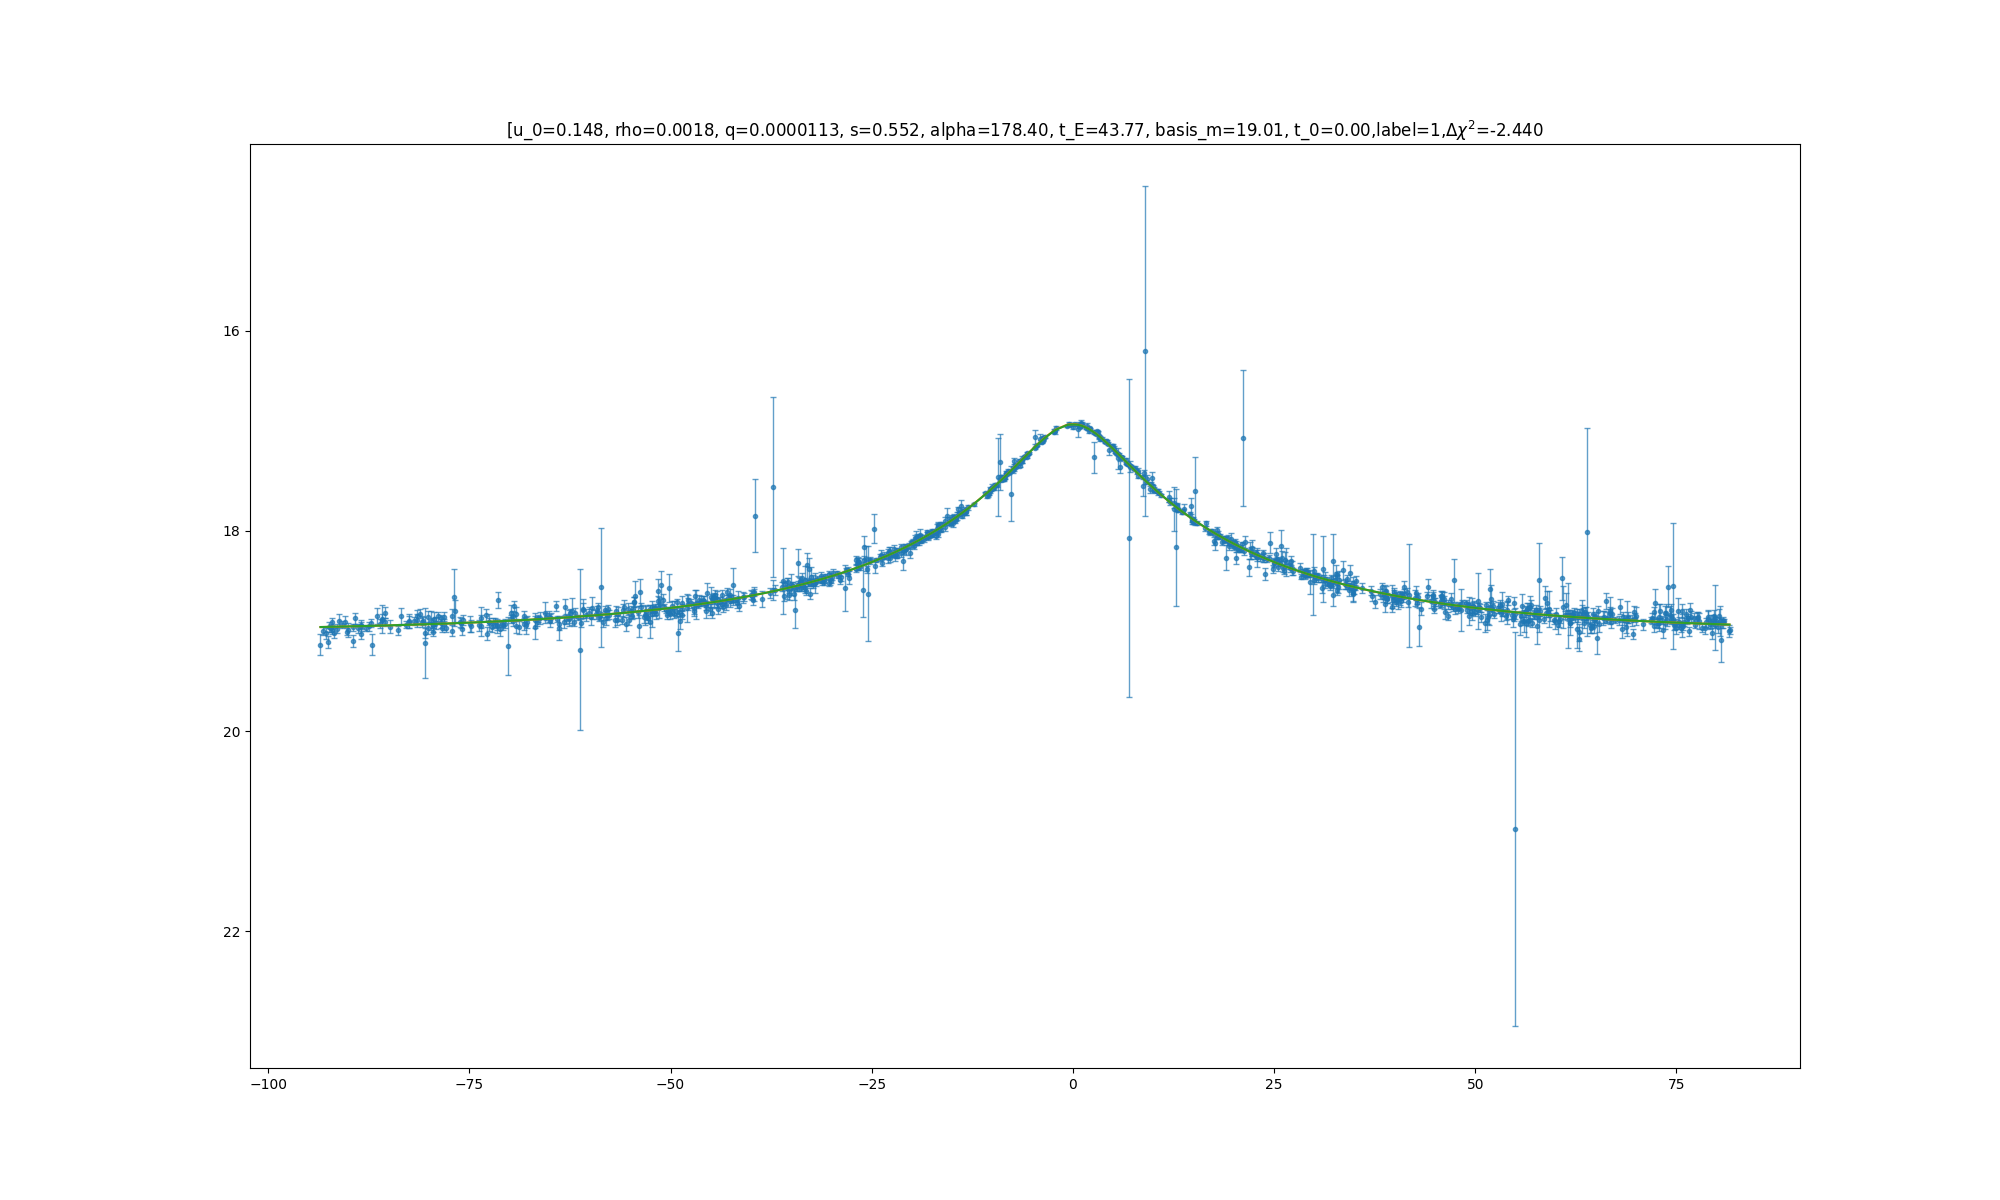 [u_0=0.148, rho=0.0018, q=0.0000113, s=0.552, alpha=178.40, t_E=43.77, basis_m=19.01, t_0=0.00,label=1,Δχ²=-2.440
16
18
20
22
−100 −75 −50 −25 0 25 50 75